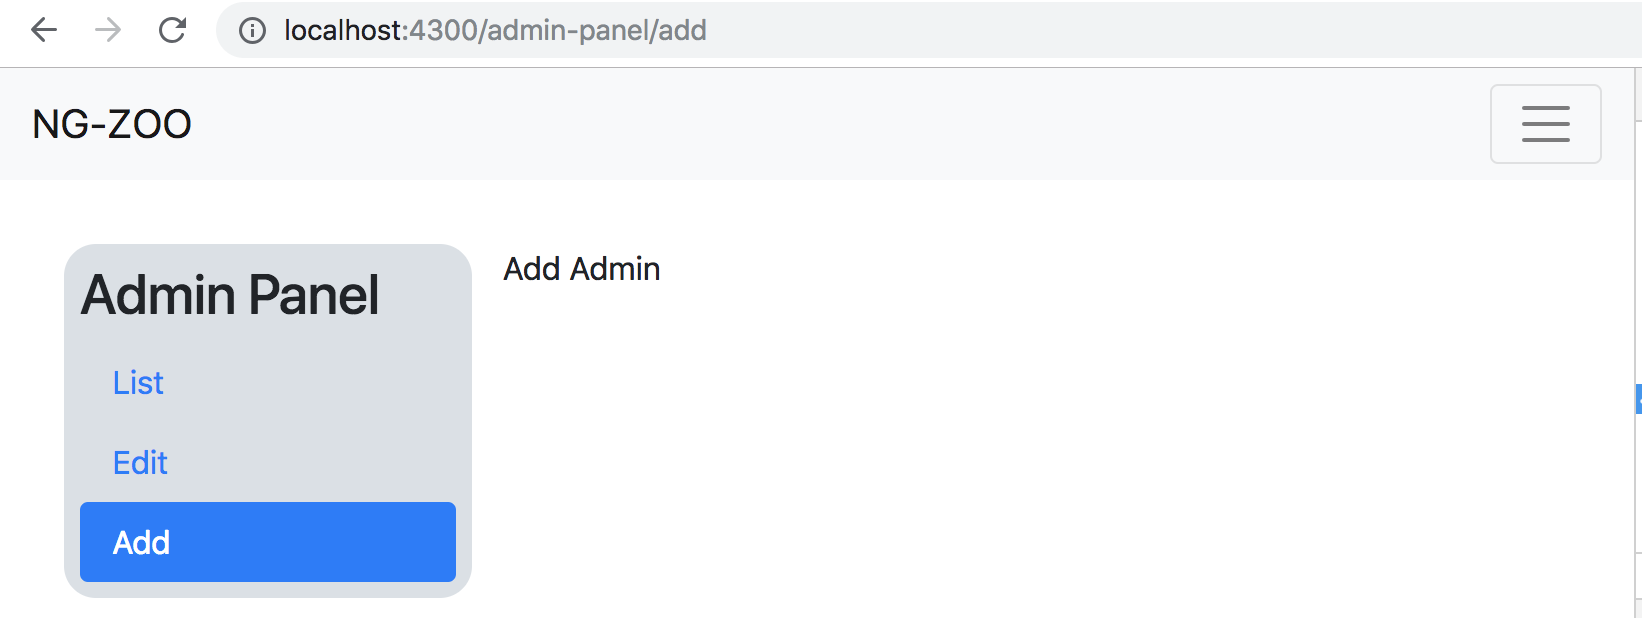 localhost:4300/admin-panel/add
NG-ZOO
Admin Panel
List
Edit
Add
Add Admin